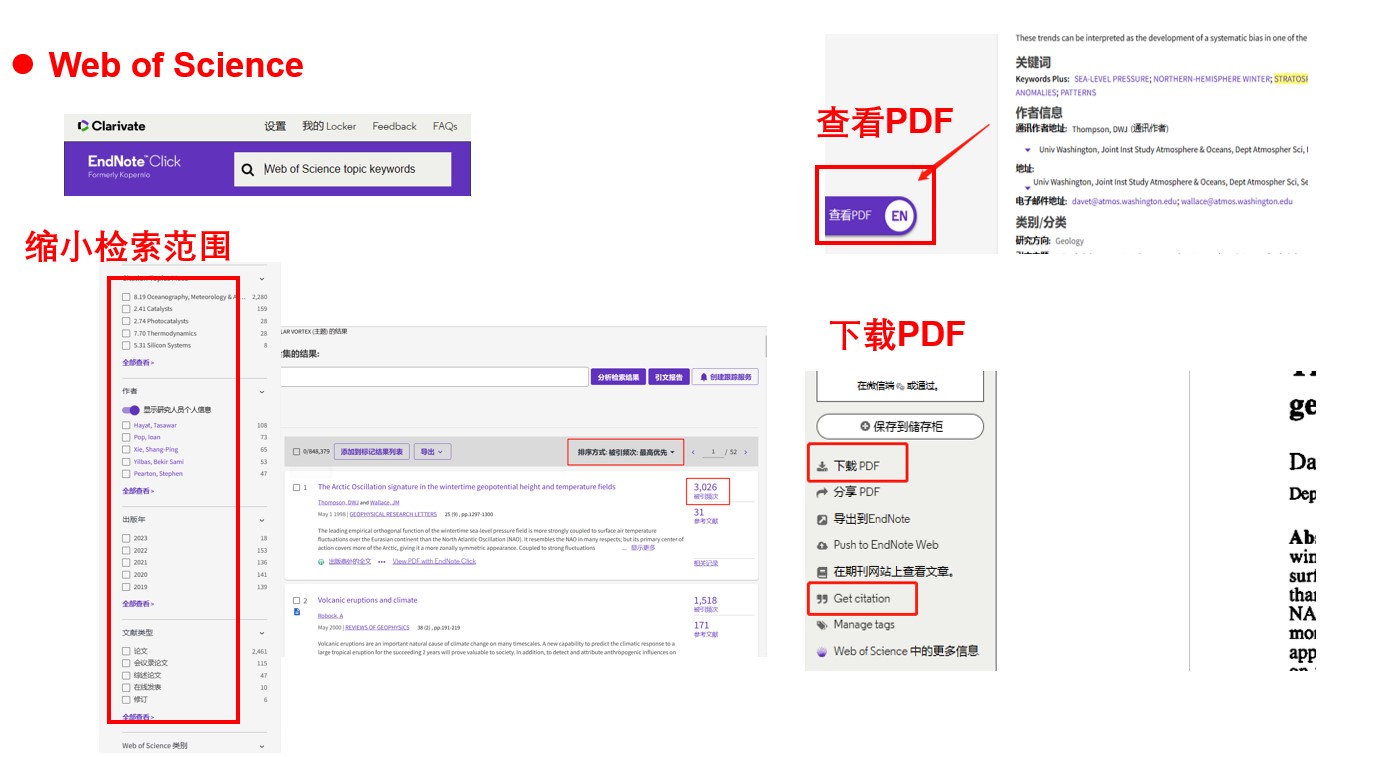 ● Web of Science
Clarivate
设置 我的 Locker Feedback FAQs
EndNote™ Click
Formerly Kopernio
Web of Science topic keywords
缩小检索范围
8.19 Oceanography, Meteorology & A... 2,280
2.41 Catalysts 159
2.74 Photocatalysts 28
7.70 Thermodynamics 28
5.31 Silicon Systems 8
全部查看 >
作者
显示研究人员个人信息
Hayat, Tasawar 108
Pop, Ioan 73
Xie, Shang-Ping 65
Yilbas, Bekir Sami 53
Pearton, Stephen 47
全部查看 >
出版年
2023 18
2022 153
2021 136
2020 141
2019 139
全部查看 >
文献类型
论文 2,461
会议录论文 115
综述论文 47
在线发表 10
修订 6
全部查看 >
Web of Science 类别
LAR VORTEX (主题) 的结果
集的结果:
分析检索结果 引文报告 创建跟踪服务
0/848,379 添加到标记结果列表 导出 排序方式: 被引频次: 最高优先 < 1 / 52 >
1 The Arctic Oscillation signature in the wintertime geopotential height and temperature fields
Thompson, DWJ and Wallace, JM
May 1 1998 | GEOPHYSICAL RESEARCH LETTERS 25 (9) , pp.1297-1300
The leading empirical orthogonal function of the wintertime sea-level pressure field is more strongly coupled to surface air temperature
fluctuations over the Eurasian continent than the North Atlantic Oscillation (NAO). It resembles the NAO in many respects; but its primary center of
action covers more of the Arctic, giving it a more zonally symmetric appearance. Coupled to strong fluctuations ... 显示更多
出版商处的全文 ••• View PDF with EndNote Click
3,026
被引频次
31
参考文献
相关记录
2 Volcanic eruptions and climate
Robock, A
May 2000 | REVIEWS OF GEOPHYSICS 38 (2) , pp.191-219
Volcanic eruptions are an important natural cause of climate change on many timescales. A new capability to predict the climatic response to a
large tropical eruption for the succeeding 2 years will prove valuable to society. In addition, to detect and attribute anthropogenic influences on
1,518
被引频次
171
参考文献
查看PDF
查看PDF EN
These trends can be interpreted as the development of a systematic bias in one of the
关键词
Keywords Plus: SEA-LEVEL PRESSURE; NORTHERN-HEMISPHERE WINTER;
ANOMALIES; PATTERNS
作者信息
通讯作者地址: Thompson, DWJ (通讯作者)
Univ Washington, Joint Inst Study Atmosphere & Oceans, Dept Atmospher Sci,
地址:
Univ Washington, Joint Inst Study Atmosphere & Oceans, Dept Atmospher Sci, Se
电子邮件地址: davet@atmos.washington.edu; wallace@atmos.washington.edu
类别/分类
研究方向: Geology
下载PDF
在微信端 或通过。
保存到储存柜
下载 PDF
分享 PDF
导出到EndNote
Push to EndNote Web
在期刊网站上查看文章。
Get citation
Manage tags
Web of Science 中的更多信息
ge
Da
Dep
Abs
win
surf
than
NA
mor
app